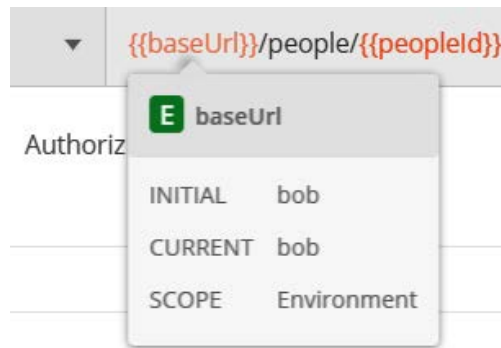 {{baseUrl}}/people/{{peopleId}}
E baseUrl
Authoriz
INITIAL bob
CURRENT bob
SCOPE Environment